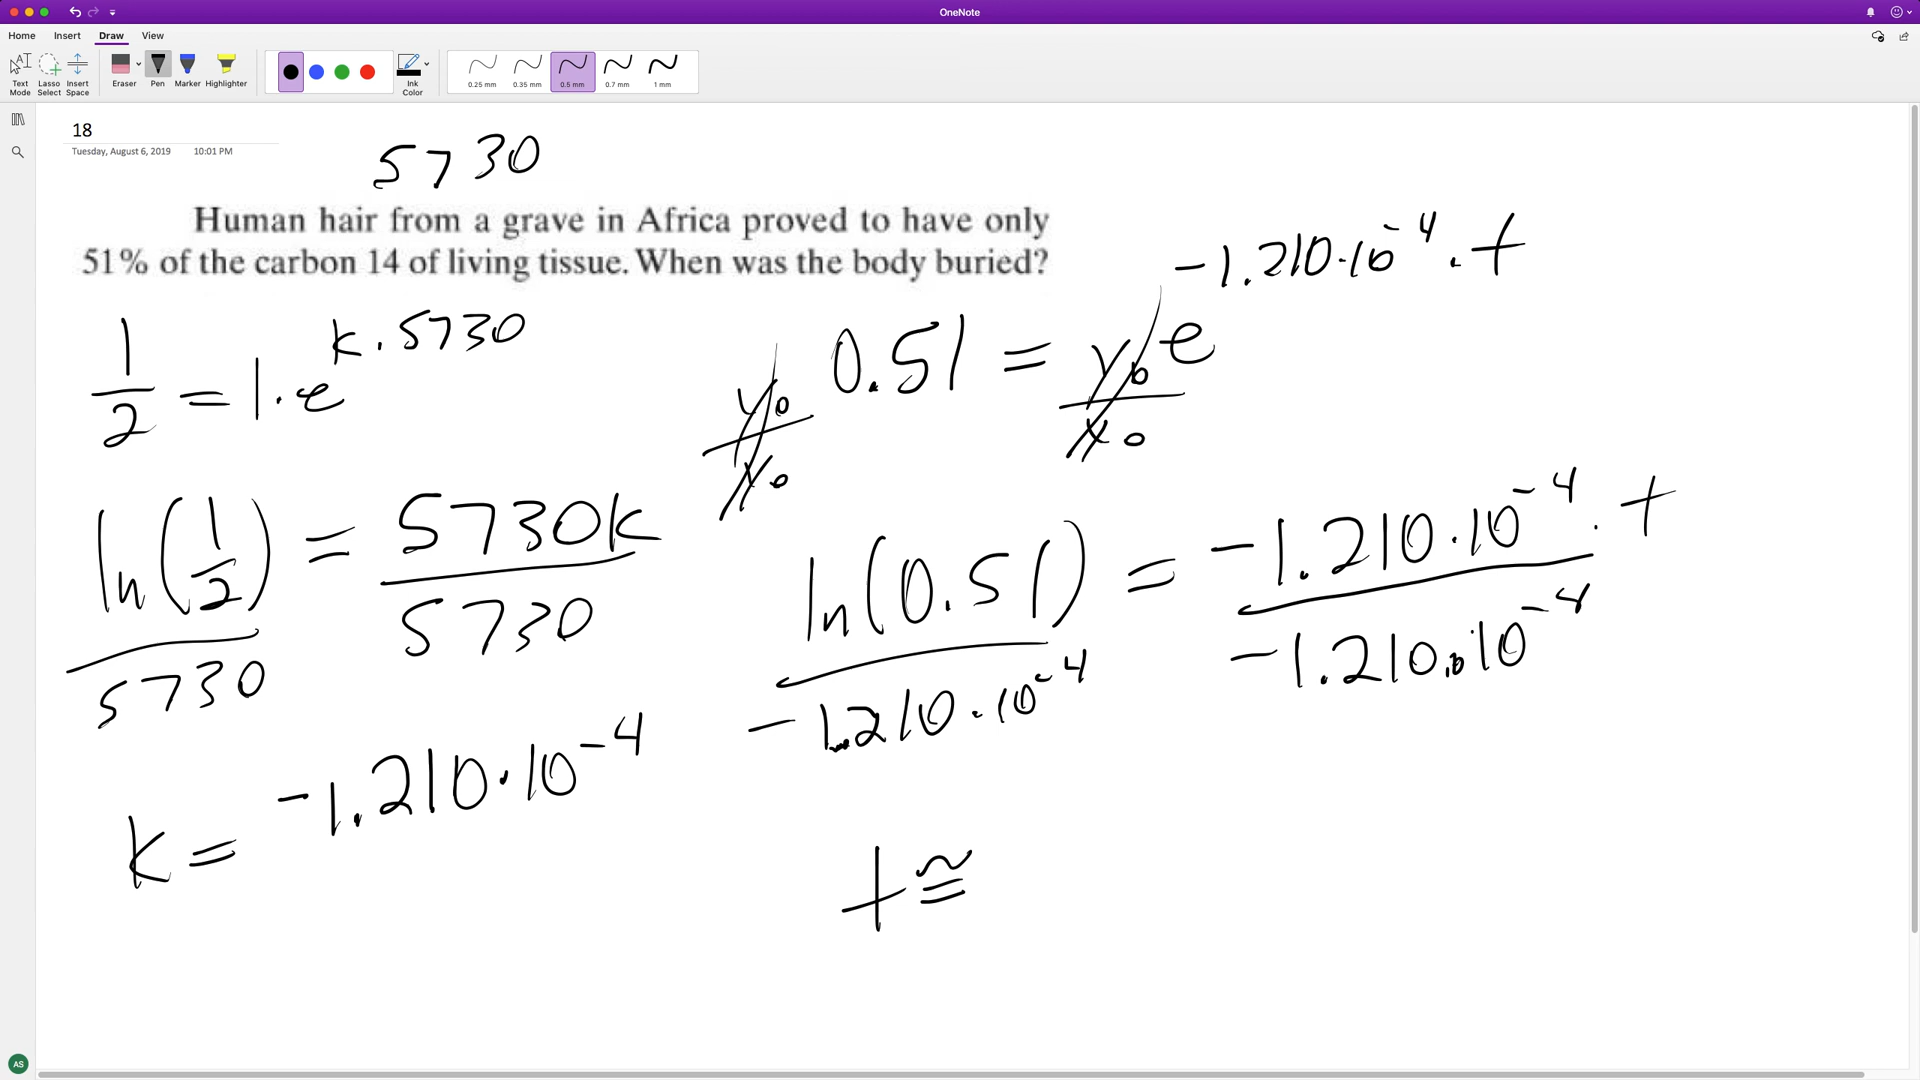 OneNote
Home Insert Draw View
Text Mode Lasso Select Insert Space Eraser Pen Marker Highlighter Ink Color 0.25 mm 0.35 mm 0.5 mm 0.7 mm 1 mm
18
Tuesday, August 6, 2019 10:01 PM
5730
Human hair from a grave in Africa proved to have only
51% of the carbon 14 of living tissue. When was the body buried?
1/2 = 1·e^(k·5730)
y₀/y₀ 0.51 = y₀/y₀ e^(-1.210·10^-4·t)
ln(1/2)/5730 = 5730k/5730
ln(0.51)/-1.210·10^-4 = -1.210·10^-4·t/-1.210·10^-4
k = -1.210·10^-4
t ≅
AS